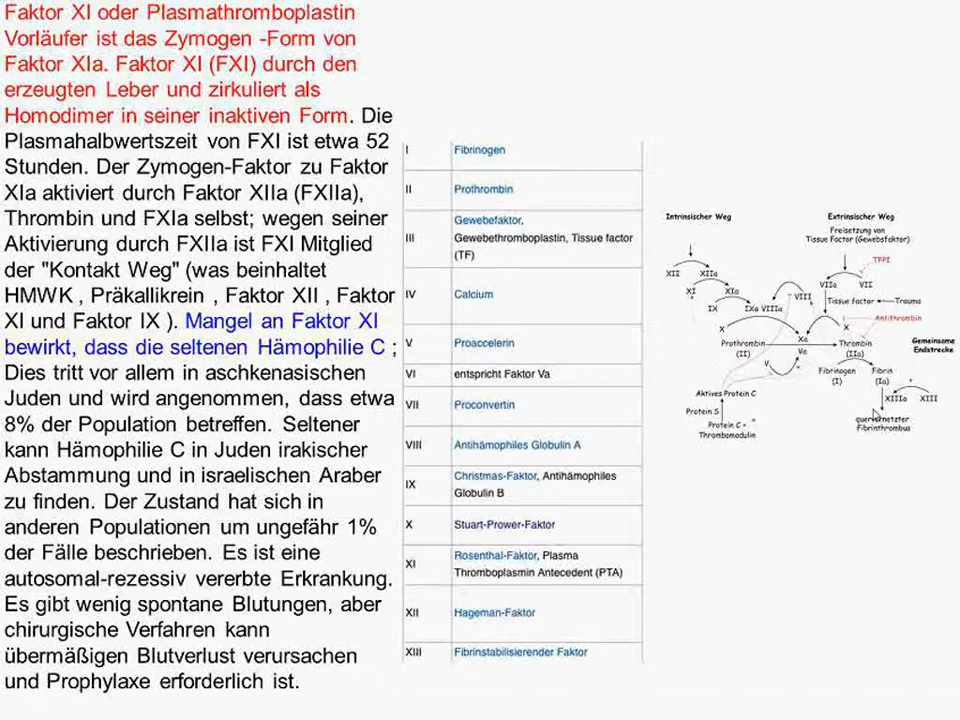 Faktor XI oder Plasmathromboplastin
Vorläufer ist das Zymogen -Form von
Faktor XIa. Faktor XI (FXI) durch den
erzeugten Leber und zirkuliert als
Homodimer in seiner inaktiven Form. Die
Plasmahalbwertszeit von FXI ist etwa 52
Stunden. Der Zymogen-Faktor zu Faktor
XIa aktiviert durch Faktor XIIa (FXIIa),
Thrombin und FXIa selbst; wegen seiner
Aktivierung durch FXIIa ist FXI Mitglied
der "Kontakt Weg" (was beinhaltet
HMWK , Präkallikrein , Faktor XII , Faktor
XI und Faktor IX ). Mangel an Faktor XI
bewirkt, dass die seltenen Hämophilie C ;
Dies tritt vor allem in aschkenasischen
Juden und wird angenommen, dass etwa
8% der Population betreffen. Seltener
kann Hämophilie C in Juden irakischer
Abstammung und in israelischen Araber
zu finden. Der Zustand hat sich in
anderen Populationen um ungefähr 1%
der Fälle beschrieben. Es ist eine
autosomal-rezessiv vererbte Erkrankung.
Es gibt wenig spontane Blutungen, aber
chirurgische Verfahren kann
übermäßigen Blutverlust verursachen
und Prophylaxe erforderlich ist.
I Fibrinogen
II Prothrombin
III Gewebefaktor,
Gewebethromboplastin, Tissue factor
(TF)
IV Calcium
V Proaccelerin
VI entspricht Faktor Va
VII Proconvertin
VIII Antihämophiles Globulin A
IX Christmas-Faktor, Antihämophiles
Globulin B
X Stuart-Prower-Faktor
XI Rosenthal-Faktor, Plasma
Thromboplasmin Antecedent (PTA)
XII Hageman-Faktor
XIII Fibrinstabilisierender Faktor
Intrinsischer Weg
Extrinsischer Weg
Freisetzung von
Tissue Factor (Gewebsfaktor)
TFPI
XII XIIa
VIIa VII
XI XIa
VIII
Tissue factor Trauma
IX IXa VIIIa
Antithrombin
X Xa X
Prothrombin
(II)
Va
Thrombin
(IIa)
Gemeinsame
Endstrecke
V
Fibrinogen
(I)
Fibrin
(Ia)
Aktives Protein C
XIIIa XIII
Protein S
Protein C +
Thrombomodulin
quervernetzter
Fibrinthrombus